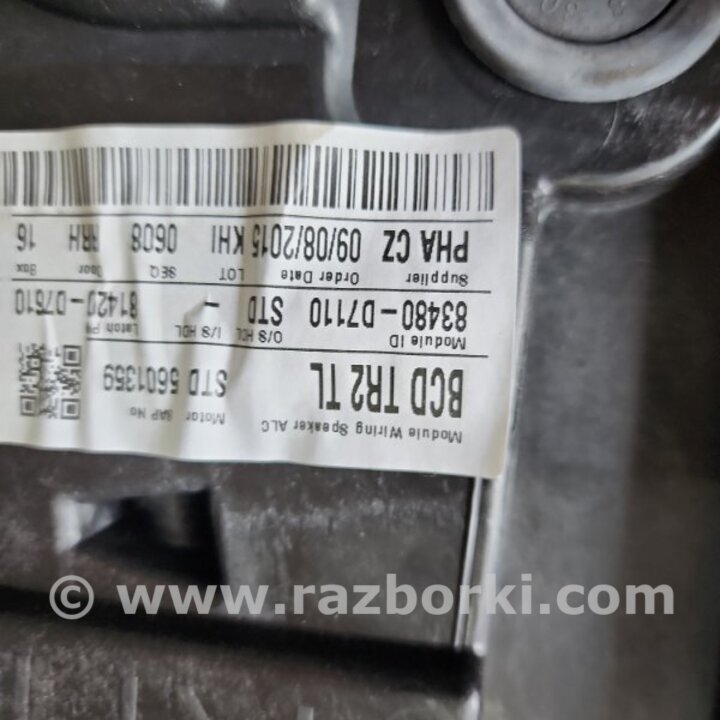 Module Wiring Speaker ALC Motor SAP No
BCD TR2 TL STD 5601359
Module ID O/S HDL I/S HDL Latch PN
83480-D7110 STD - 81420-D7610
Supplier Order Date LOT SEQ Door Box
PHA CZ 09/08/2015 KHI 0608 RRH 16
© www.razborki.com